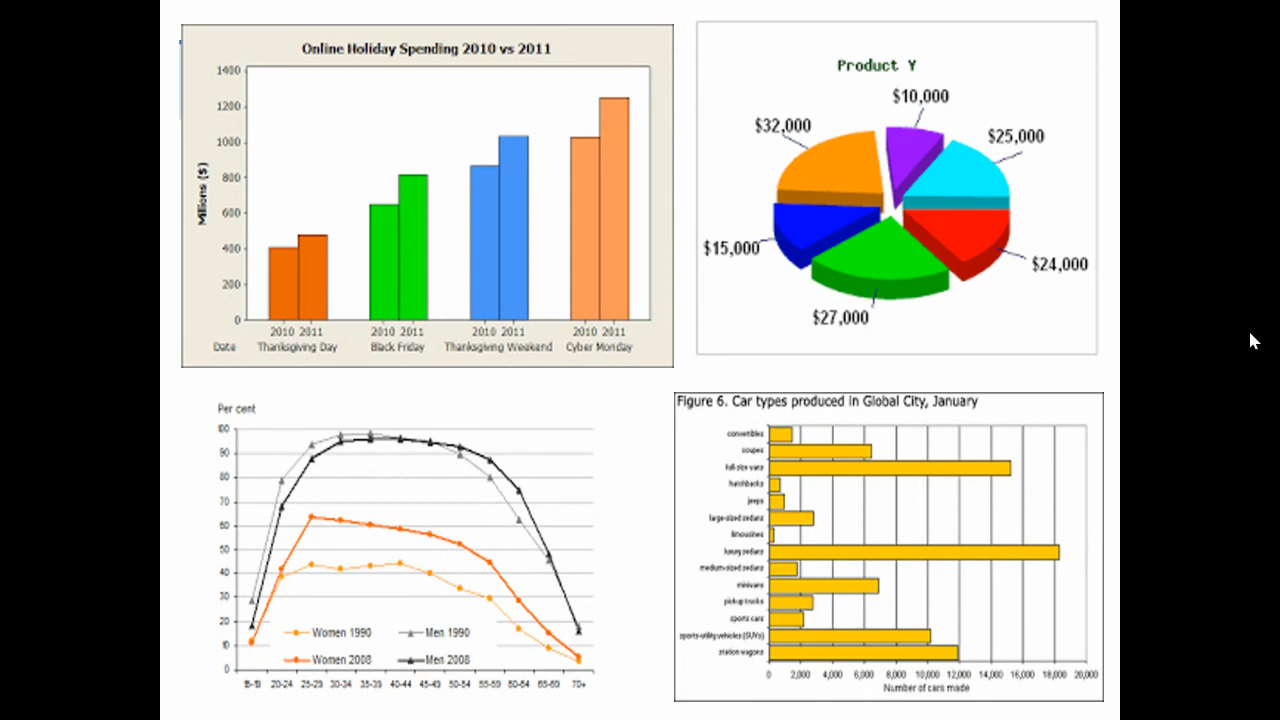 Online Holiday Spending 2010 vs 2011
Millions ($)
1400
1200
1000
800
600
400
200
0
2010 2011 2010 2011 2010 2011 2010 2011
Date Thanksgiving Day Black Friday Thanksgiving Weekend Cyber Monday
Product Y
$10,000
$32,000
$25,000
$15,000
$24,000
$27,000
Per cent
100
90
80
70
60
50
40
30
20
10
0
Women 1990 Men 1990
Women 2008 Men 2008
15-19 20-24 25-29 30-34 35-39 40-44 45-49 50-54 55-59 60-64 65-69 70+
Figure 6. Car types produced in Global City, January
convertibles
coupes
full-size vans
hatchbacks
jeeps
large-sized sedans
limousines
luxury sedans
medium-sized sedans
minivans
pickup trucks
sports cars
sports-utility vehicles (SUVs)
station wagons
0 2,000 4,000 6,000 8,000 10,000 12,000 14,000 16,000 18,000 20,000
Number of cars made